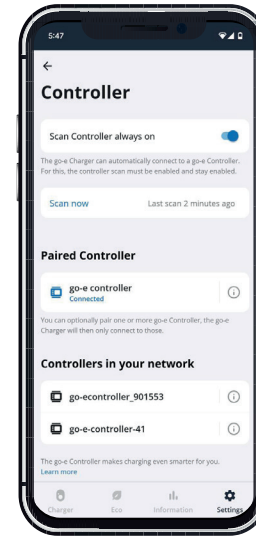 5:47
Controller
Scan Controller always on
The go-e Charger can automatically connect to a go-e Controller.
For this, the controller scan must be enabled and stay enabled.
Scan now
Last scan 2 minutes ago
Paired Controller
go-e controller
Connected
You can optionally pair one or more go-e Controller, the go-e
Charger will then only connect to those.
Controllers in your network
go-econtroller_901553
go-e-controller-41
The go-e Controller makes charging even smarter for you.
Learn more
Charger
Eco
Information
Settings